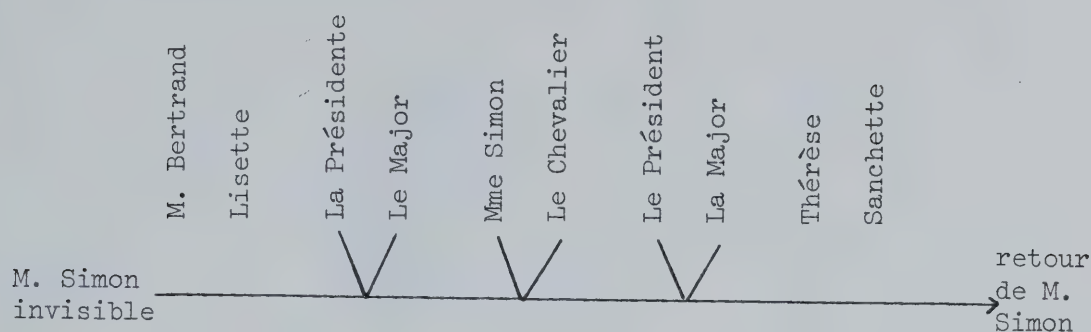 M. Bertrand
Lisette
La Présidente
Le Major
Mme Simon
Le Chevalier
Le Président
La Major
Thérèse
Sanchette
M. Simon
invisible
retour
de M.
Simon